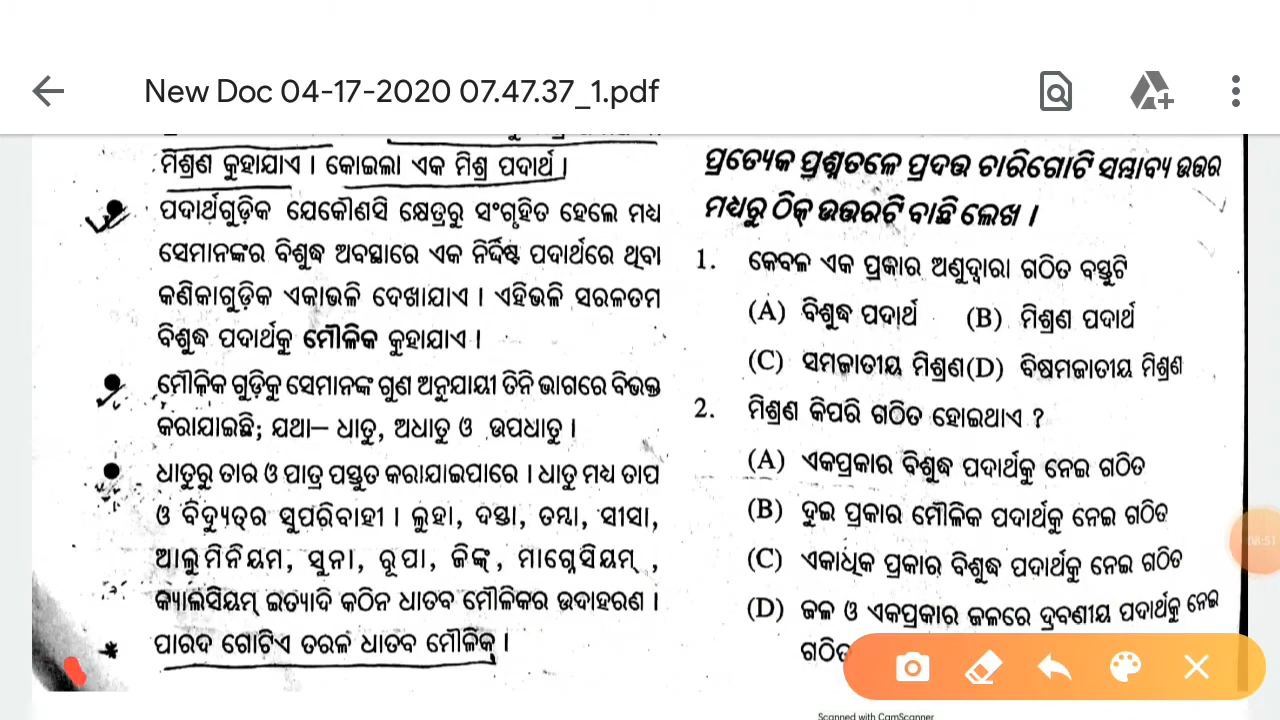 New Doc 04-17-2020 07.47.37_1.pdf
ମିଶ୍ରଣ କୁହାଯାଏ । କୋଇଲା ଏକ ମିଶ୍ର ପଦାର୍ଥ ।
ପଦାର୍ଥଗୁଡ଼ିକ ଯେକୌଣସି କ୍ଷେତ୍ରରୁ ସଂଗୃହିତ ହେଲେ ମଧ୍ୟ
ସେମାନଙ୍କର ବିଶୁଦ୍ଧ ଅବସ୍ଥାରେ ଏକ ନିର୍ଦ୍ଦିଷ୍ଟ ପଦାର୍ଥରେ ଥିବା
କଣିକାଗୁଡ଼ିକ ଏକାଭଳି ଦେଖାଯାଏ । ଏହିଭଳି ସରଳତମ
ବିଶୁଦ୍ଧ ପଦାର୍ଥକୁ ମୌଳିକ କୁହାଯାଏ ।
ମୌଳିକ ଗୁଡ଼ିକୁ ସେମାନଙ୍କ ଗୁଣ ଅନୁଯାୟୀ ତିନି ଭାଗରେ ବିଭକ୍ତ
କରାଯାଇଛି; ଯଥା— ଧାତୁ, ଅଧାତୁ ଓ ଉପଧାତୁ ।
ଧାତୁରୁ ତାର ଓ ପାତ୍ର ପସ୍ତୁତ କରାଯାଇପାରେ । ଧାତୁ ମଧ୍ୟ ତାପ
ଓ ବିଦ୍ୟୁତ୍‌ର ସୁପରିବାହୀ । ଲୁହା, ଦସ୍ତା, ତମ୍ବା, ସୀସା,
ଆଲୁମିନିୟମ, ସୁନା, ରୂପା, ଜିଙ୍କ୍, ମାଗ୍ନେସିୟମ୍,
କ୍ୟାଲସିୟମ୍ ଇତ୍ୟାଦି କଠିନ ଧାତବ ମୌଳିକର ଉଦାହରଣ ।
ପାରଦ ଗୋଟିଏ ତରଳ ଧାତବ ମୌଳିକ ।
ପ୍ରତ୍ୟେକ ପ୍ରଶ୍ନତଳେ ପ୍ରଦତ୍ତ ଚାରିଗୋଟି ସମ୍ଭାବ୍ୟ ଉତ୍ତର
ମଧ୍ୟରୁ ଠିକ୍ ଉତ୍ତରଟି ବାଛି ଲେଖ ।
1. କେବଳ ଏକ ପ୍ରକାର ଅଣୁଦ୍ୱାରା ଗଠିତ ବସ୍ତୁଟି
(A) ବିଶୁଦ୍ଧ ପଦାର୍ଥ (B) ମିଶ୍ରଣ ପଦାର୍ଥ
(C) ସମଜାତୀୟ ମିଶ୍ରଣ (D) ବିଷମଜାତୀୟ ମିଶ୍ରଣ
2. ମିଶ୍ରଣ କିପରି ଗଠିତ ହୋଇଥାଏ ?
(A) ଏକପ୍ରକାର ବିଶୁଦ୍ଧ ପଦାର୍ଥକୁ ନେଇ ଗଠିତ
(B) ଦୁଇ ପ୍ରକାର ମୌଳିକ ପଦାର୍ଥକୁ ନେଇ ଗଠିତ
(C) ଏକାଧିକ ପ୍ରକାର ବିଶୁଦ୍ଧ ପଦାର୍ଥକୁ ନେଇ ଗଠିତ
(D) ଜଳ ଓ ଏକପ୍ରକାର ଜଳରେ ଦ୍ରବଣୀୟ ପଦାର୍ଥକୁ ନେଇ
ଗଠିତ
08:51
Scanned with CamScanner